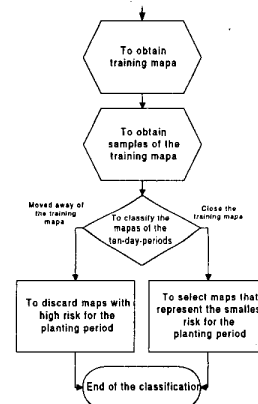 To obtain
training mapa
To obtain
samples of the
training mapa
Moved away of
the training
mapa
To classify the
mapas of the
ten-day-periods
Close the
training mapa
To discard maps with
high risk for the
planting period
To select maps that
represent the smalles
risk for the
planting period
End of the classification